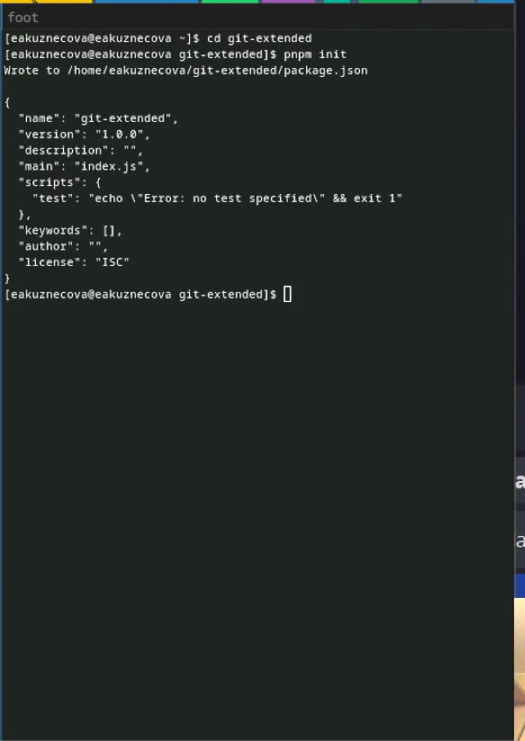 foot
[eakuznecova@eakuznecova ~]$ cd git-extended
[eakuznecova@eakuznecova git-extended]$ pnpm init
Wrote to /home/eakuznecova/git-extended/package.json
{
  "name": "git-extended",
  "version": "1.0.0",
  "description": "",
  "main": "index.js",
  "scripts": {
    "test": "echo \"Error: no test specified\" && exit 1"
  },
  "keywords": [],
  "author": "",
  "license": "ISC"
}
[eakuznecova@eakuznecova git-extended]$
a
a